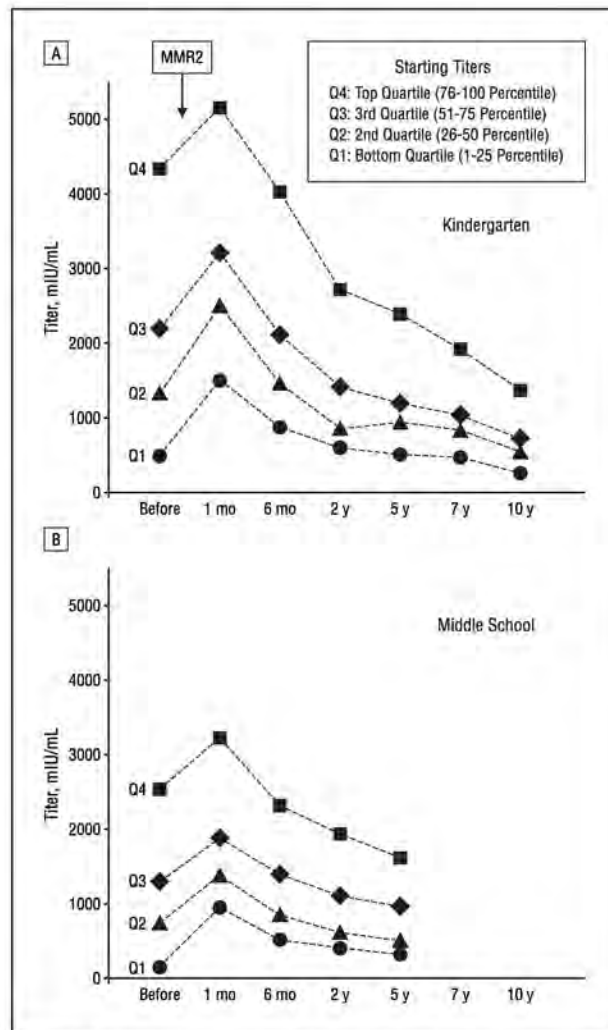 A
MMR2
Starting Titers
Q4: Top Quartile (76-100 Percentile)
Q3: 3rd Quartile (51-75 Percentile)
Q2: 2nd Quartile (26-50 Percentile)
Q1: Bottom Quartile (1-25 Percentile)
Kindergarten
Titer, mIU/mL
5000
4000
3000
2000
1000
0
Q4
Q3
Q2
Q1
Before 1 mo 6 mo 2 y 5 y 7 y 10 y
B
Middle School
Titer, mIU/mL
5000
4000
3000
2000
1000
0
Q4
Q3
Q2
Q1
Before 1 mo 6 mo 2 y 5 y 7 y 10 y